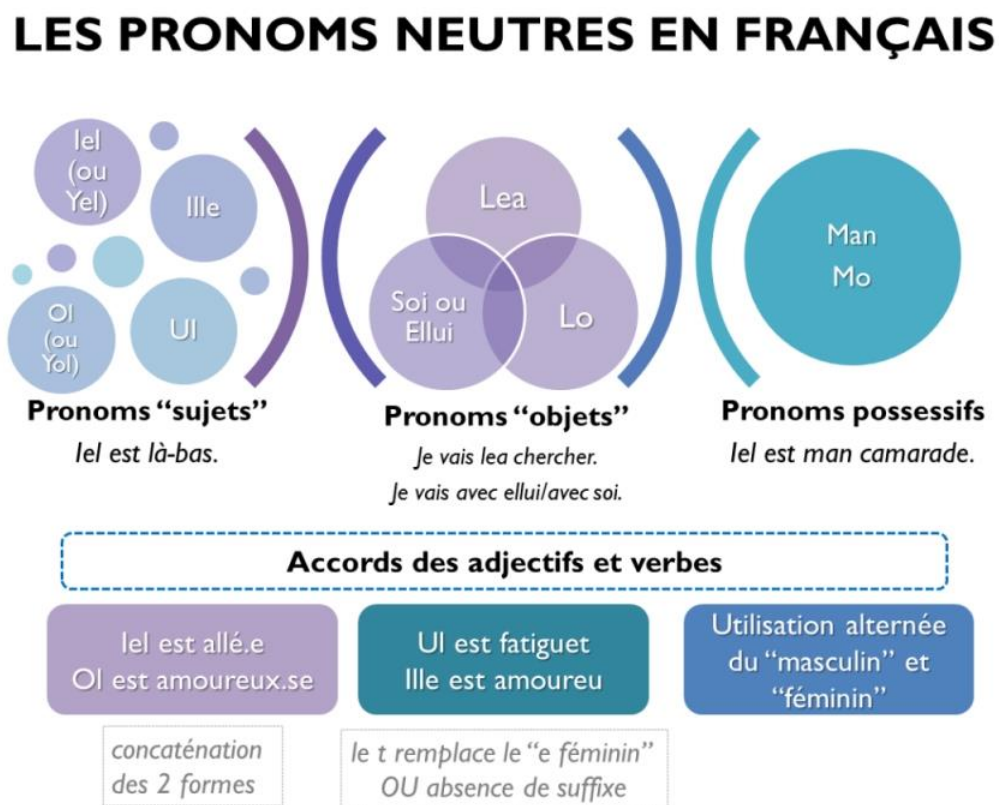 LES PRONOMS NEUTRES EN FRANÇAIS
Iel
(ou
Yel)
Ille
Ol
(ou
Yol)
Ul
Pronoms “sujets”
Iel est là-bas.
Lea
Soi ou
Ellui
Lo
Pronoms “objets”
Je vais lea chercher.
Je vais avec ellui/avec soi.
Man
Mo
Pronoms possessifs
Iel est man camarade.
Accords des adjectifs et verbes
Iel est allé.e
Ol est amoureux.se
concaténation
des 2 formes
Ul est fatiguet
Ille est amoureu
le t remplace le “e féminin”
OU absence de suffixe
Utilisation alternée
du “masculin” et
“féminin”